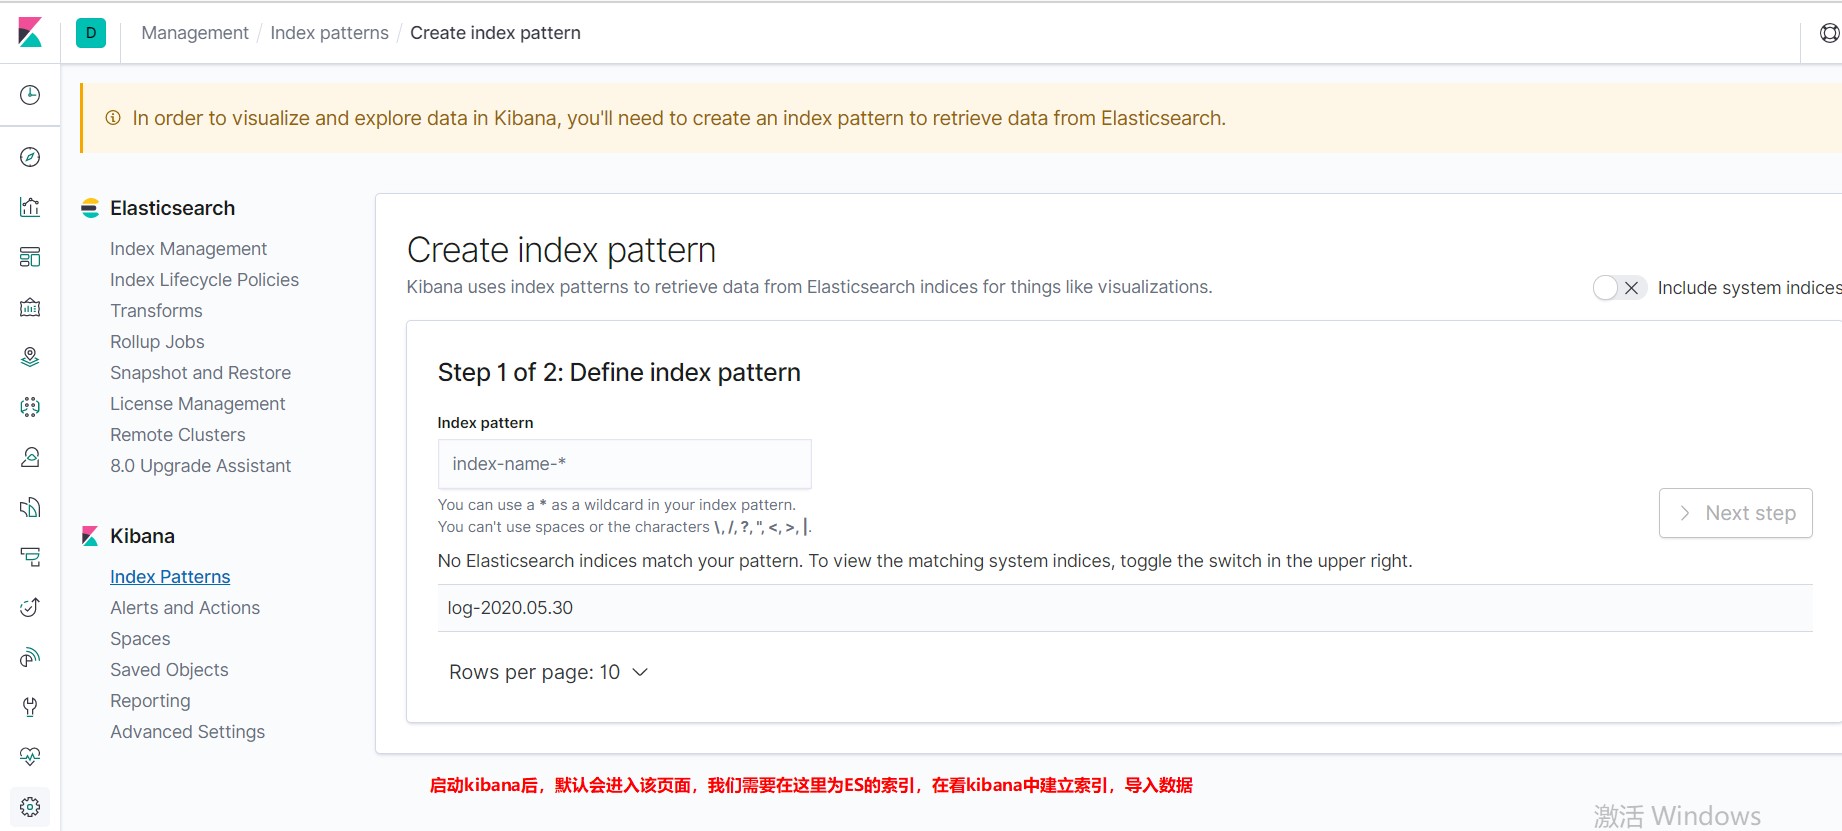 D Management / Index patterns / Create index pattern
In order to visualize and explore data in Kibana, you'll need to create an index pattern to retrieve data from Elasticsearch.
Elasticsearch
Index Management
Index Lifecycle Policies
Transforms
Rollup Jobs
Snapshot and Restore
License Management
Remote Clusters
8.0 Upgrade Assistant
Kibana
Index Patterns
Alerts and Actions
Spaces
Saved Objects
Reporting
Advanced Settings
Create index pattern
Kibana uses index patterns to retrieve data from Elasticsearch indices for things like visualizations.
Include system indices
Step 1 of 2: Define index pattern
Index pattern
index-name-*
You can use a * as a wildcard in your index pattern.
You can't use spaces or the characters \, /, ?, ", <, >, |.
Next step
No Elasticsearch indices match your pattern. To view the matching system indices, toggle the switch in the upper right.
log-2020.05.30
Rows per page: 10
启动kibana后，默认会进入该页面，我们需要在这里为ES的索引，在看kibana中建立索引，导入数据
激活 Windows